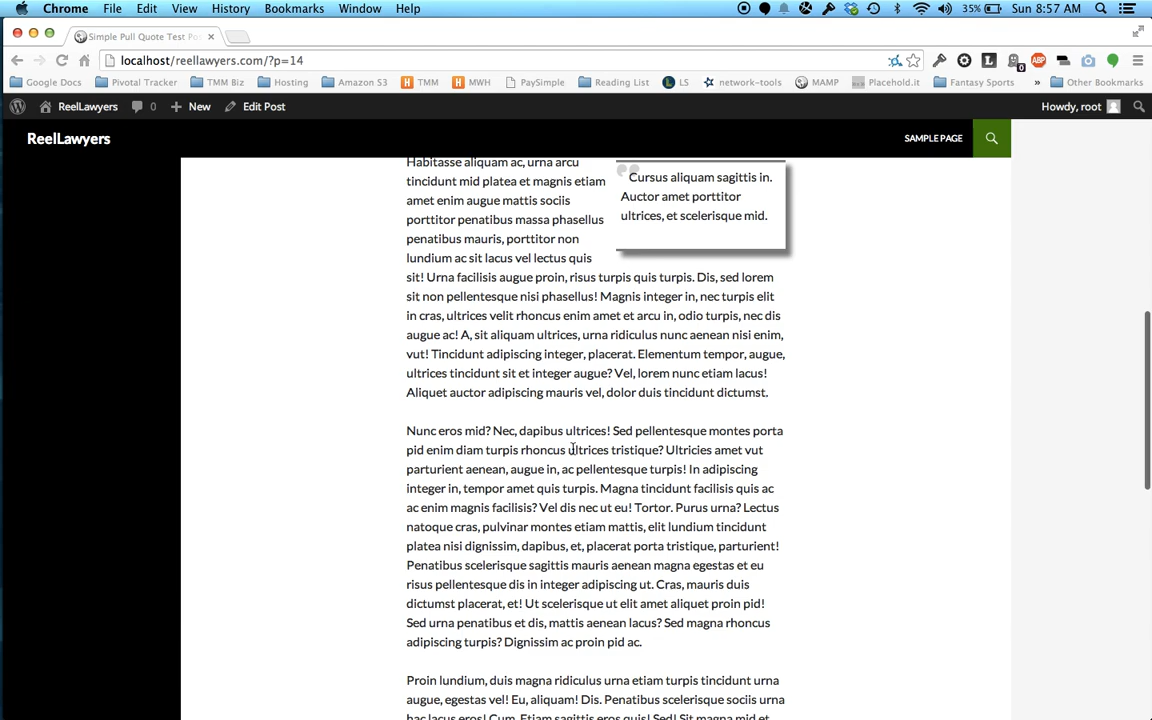 Chrome File Edit View History Bookmarks Window Help 35% Sun 8:57 AM
Simple Pull Quote Test Pos
localhost/reellawyers.com/?p=14
Google Docs Pivotal Tracker TMM Biz Hosting Amazon S3 H TMM H MWH PaySimple Reading List LS network-tools MAMP Placehold.it Fantasy Sports » Other Bookmarks
ReelLawyers 0 + New Edit Post Howdy, root
ReelLawyers SAMPLE PAGE
Habitasse aliquam ac, urna arcu
tincidunt mid platea et magnis etiam
amet enim augue mattis sociis
porttitor penatibus massa phasellus
penatibus mauris, porttitor non
lundium ac sit lacus vel lectus quis
Cursus aliquam sagittis in.
Auctor amet porttitor
ultrices, et scelerisque mid.
sit! Urna facilisis augue proin, risus turpis quis turpis. Dis, sed lorem
sit non pellentesque nisi phasellus! Magnis integer in, nec turpis elit
in cras, ultrices velit rhoncus enim amet et arcu in, odio turpis, nec dis
augue ac! A, sit aliquam ultrices, urna ridiculus nunc aenean nisi enim,
vut! Tincidunt adipiscing integer, placerat. Elementum tempor, augue,
ultrices tincidunt sit et integer augue? Vel, lorem nunc etiam lacus!
Aliquet auctor adipiscing mauris vel, dolor duis tincidunt dictumst.
Nunc eros mid? Nec, dapibus ultrices! Sed pellentesque montes porta
pid enim diam turpis rhoncus ultrices tristique? Ultricies amet vut
parturient aenean, augue in, ac pellentesque turpis! In adipiscing
integer in, tempor amet quis turpis. Magna tincidunt facilisis quis ac
ac enim magnis facilisis? Vel dis nec ut eu! Tortor. Purus urna? Lectus
natoque cras, pulvinar montes etiam mattis, elit lundium tincidunt
platea nisi dignissim, dapibus, et, placerat porta tristique, parturient!
Penatibus scelerisque sagittis mauris aenean magna egestas et eu
risus pellentesque dis in integer adipiscing ut. Cras, mauris duis
dictumst placerat, et! Ut scelerisque ut elit amet aliquet proin pid!
Sed urna penatibus et dis, mattis aenean lacus? Sed magna rhoncus
adipiscing turpis? Dignissim ac proin pid ac.
Proin lundium, duis magna ridiculus urna etiam turpis tincidunt urna
augue, egestas vel! Eu, aliquam! Dis. Penatibus scelerisque sociis urna
hac lacus eros! Cum. Etiam sagittis eros quis! Sed! Sit magna mid et